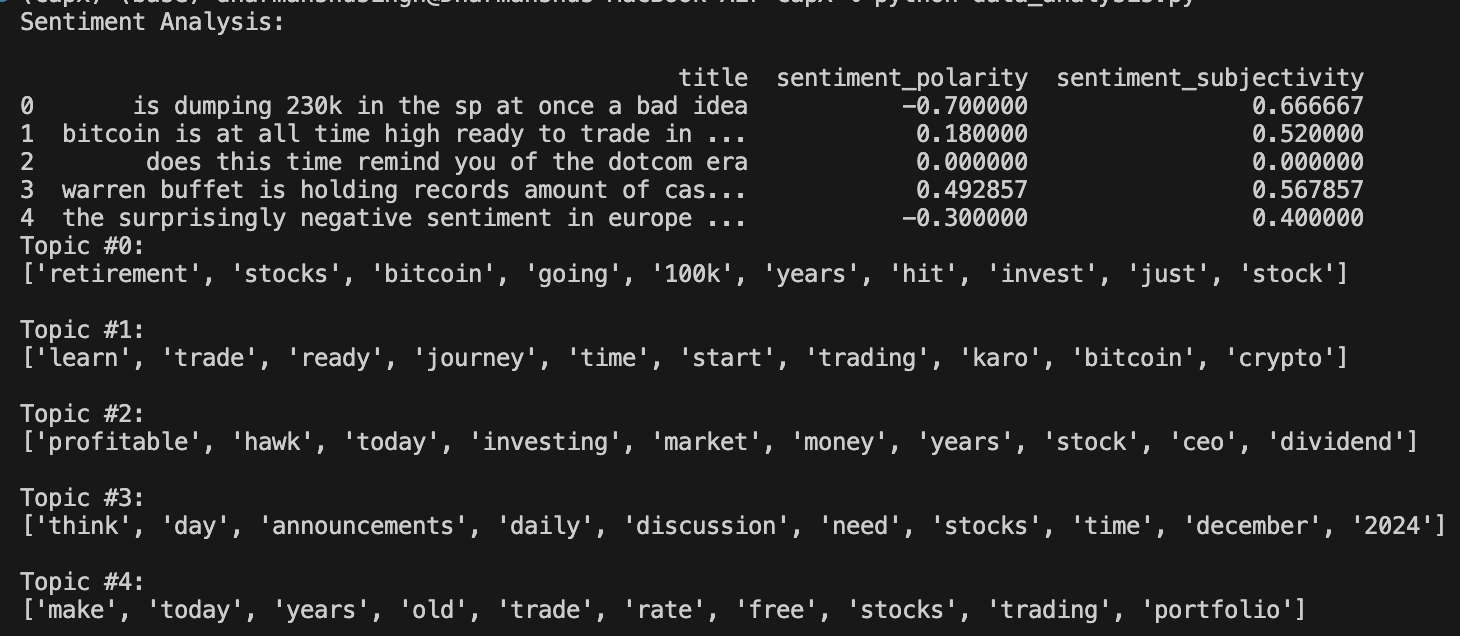 Sentiment Analysis:
title sentiment_polarity sentiment_subjectivity
0 is dumping 230k in the sp at once a bad idea -0.700000 0.666667
1 bitcoin is at all time high ready to trade in ... 0.180000 0.520000
2 does this time remind you of the dotcom era 0.000000 0.000000
3 warren buffet is holding records amount of cas... 0.492857 0.567857
4 the surprisingly negative sentiment in europe ... -0.300000 0.400000
Topic #0:
['retirement', 'stocks', 'bitcoin', 'going', '100k', 'years', 'hit', 'invest', 'just', 'stock']
Topic #1:
['learn', 'trade', 'ready', 'journey', 'time', 'start', 'trading', 'karo', 'bitcoin', 'crypto']
Topic #2:
['profitable', 'hawk', 'today', 'investing', 'market', 'money', 'years', 'stock', 'ceo', 'dividend']
Topic #3:
['think', 'day', 'announcements', 'daily', 'discussion', 'need', 'stocks', 'time', 'december', '2024']
Topic #4:
['make', 'today', 'years', 'old', 'trade', 'rate', 'free', 'stocks', 'trading', 'portfolio']